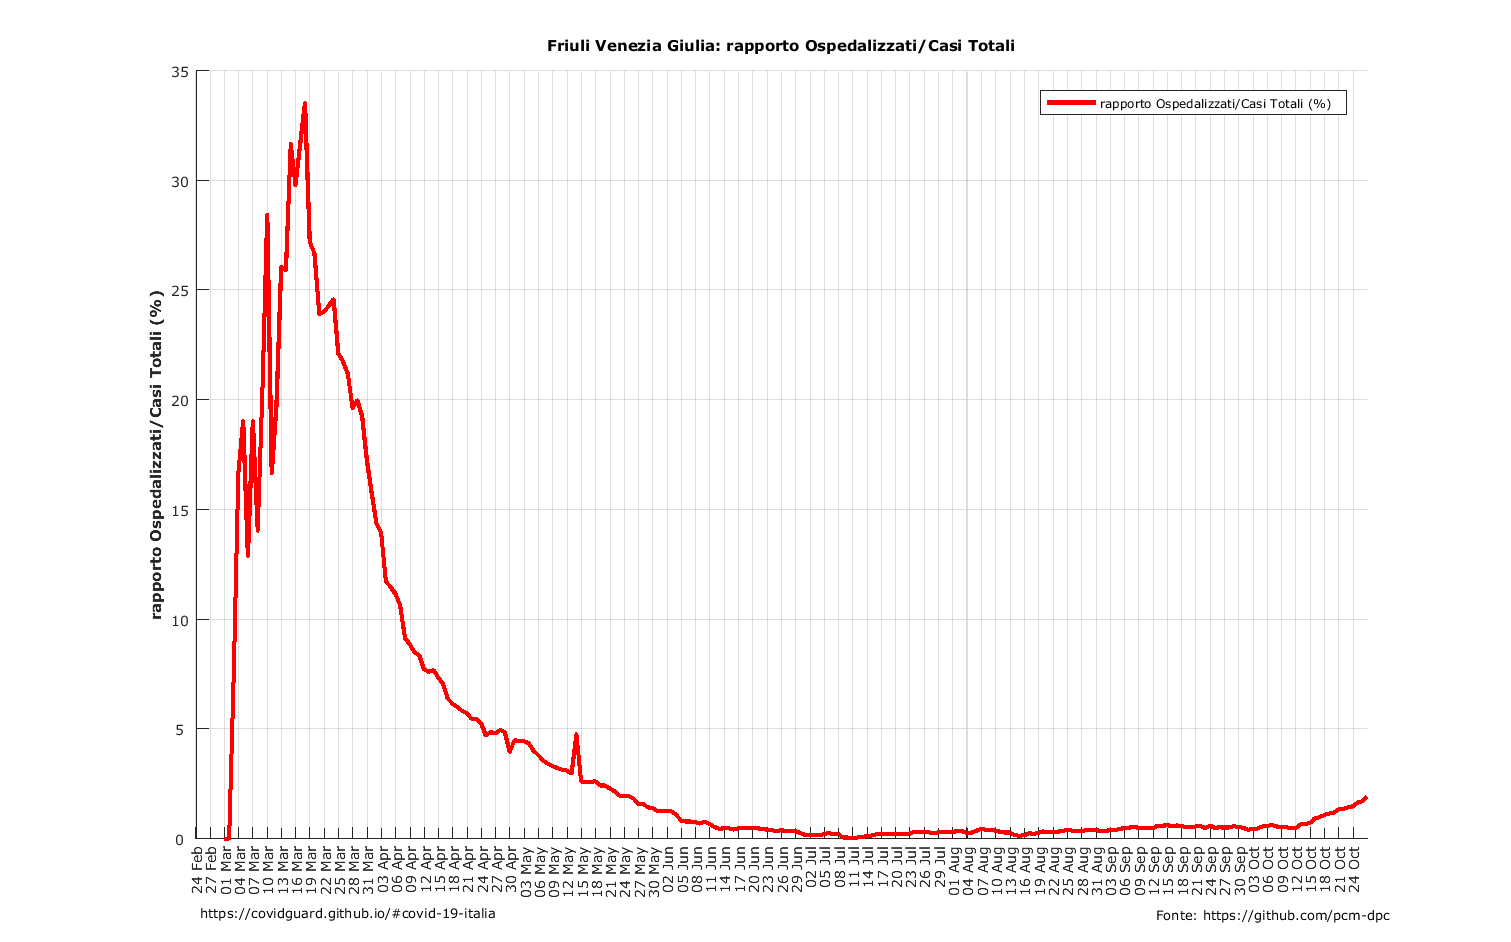 Friuli Venezia Giulia: rapporto Ospedalizzati/Casi Totali
rapporto Ospedalizzati/Casi Totali (%)
rapporto Ospedalizzati/Casi Totali (%)
35
30
25
20
15
10
5
0
24 Feb
27 Feb
01 Mar
04 Mar
07 Mar
10 Mar
13 Mar
16 Mar
19 Mar
22 Mar
25 Mar
28 Mar
31 Mar
03 Apr
06 Apr
09 Apr
12 Apr
15 Apr
18 Apr
21 Apr
24 Apr
27 Apr
30 Apr
03 May
06 May
09 May
12 May
15 May
18 May
21 May
24 May
27 May
30 May
02 Jun
05 Jun
08 Jun
11 Jun
14 Jun
17 Jun
20 Jun
23 Jun
26 Jun
29 Jun
02 Jul
05 Jul
08 Jul
11 Jul
14 Jul
17 Jul
20 Jul
23 Jul
26 Jul
29 Jul
01 Aug
04 Aug
07 Aug
10 Aug
13 Aug
16 Aug
19 Aug
22 Aug
25 Aug
28 Aug
31 Aug
03 Sep
06 Sep
09 Sep
12 Sep
15 Sep
18 Sep
21 Sep
24 Sep
27 Sep
30 Sep
03 Oct
06 Oct
09 Oct
12 Oct
15 Oct
18 Oct
21 Oct
24 Oct
https://covidguard.github.io/#covid-19-italia
Fonte: https://github.com/pcm-dpc